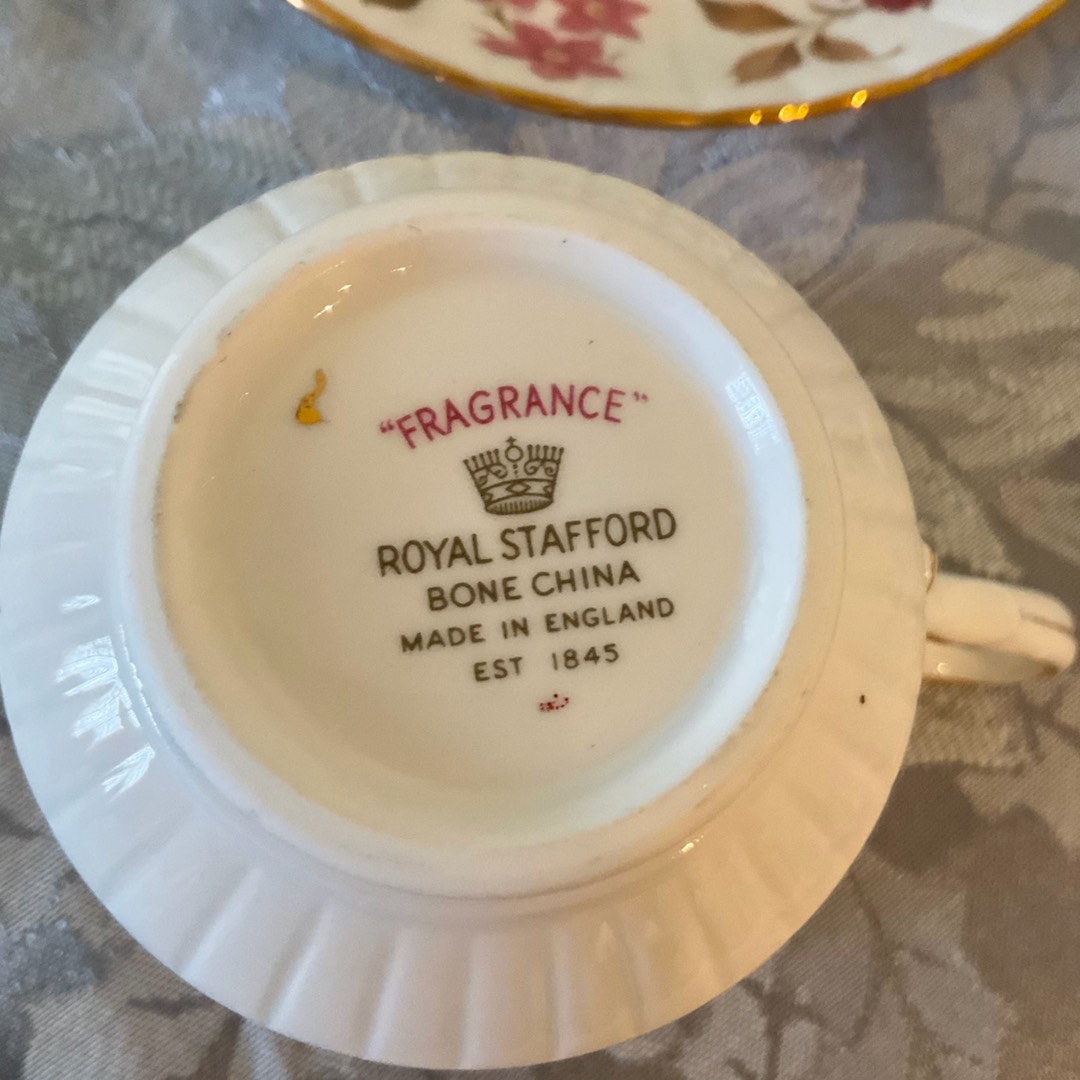 “FRAGRANCE”
ROYAL STAFFORD
BONE CHINA
MADE IN ENGLAND
EST 1845